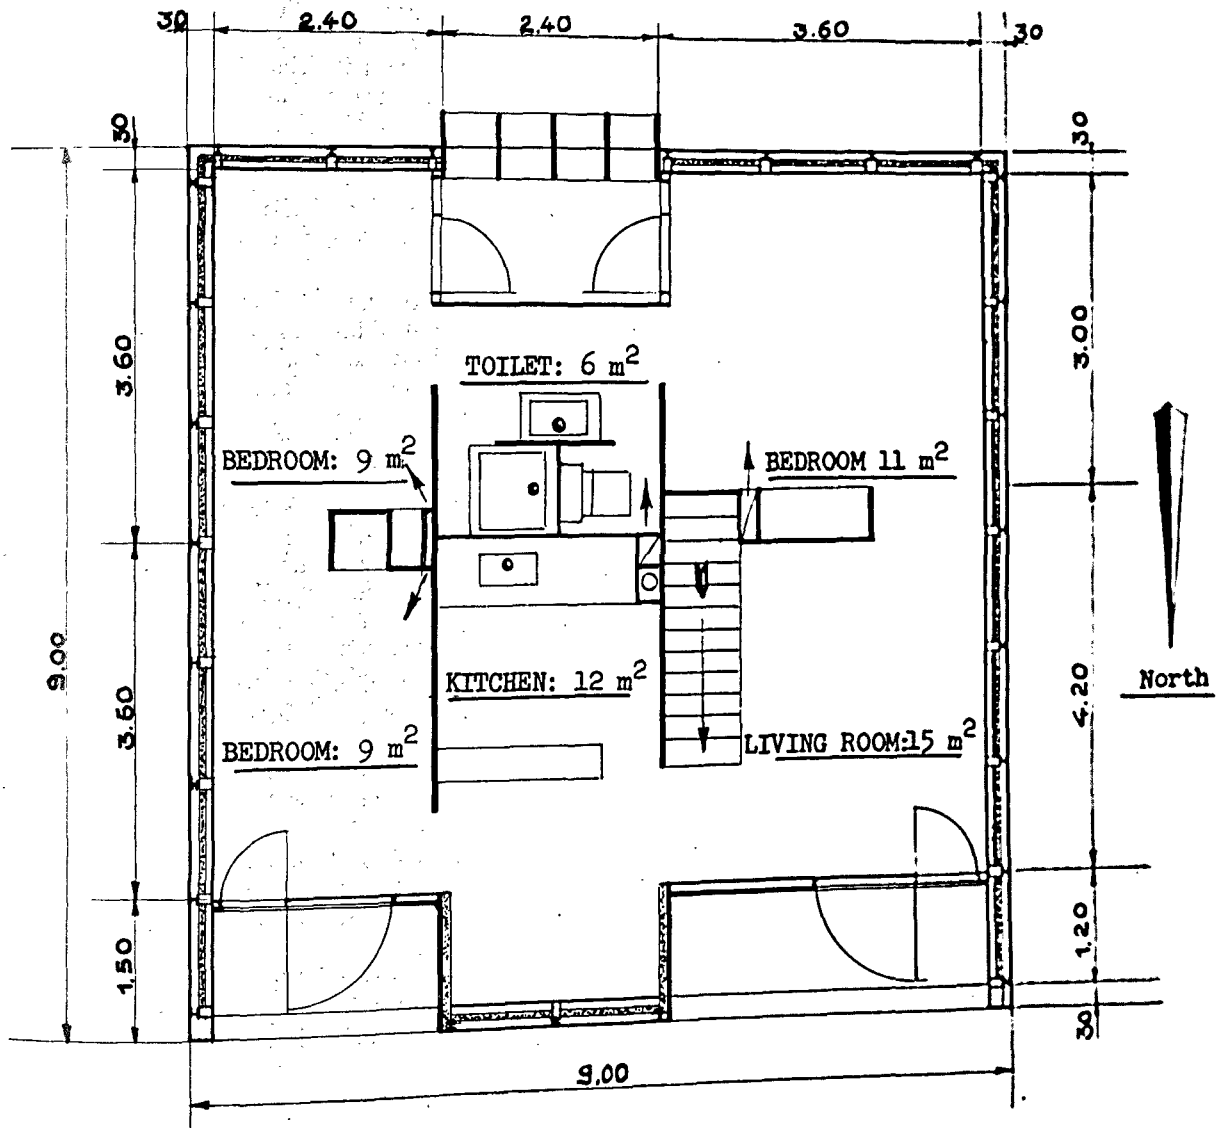 30 2.40 2.40 3.60 30
30
30
3.60
3.00
TOILET: 6 m²
BEDROOM: 9 m²
BEDROOM 11 m²
9.00
3.60
4.20
North
KITCHEN: 12 m²
BEDROOM: 9 m²
LIVING ROOM:15 m²
1.50
1.20
30
9.00